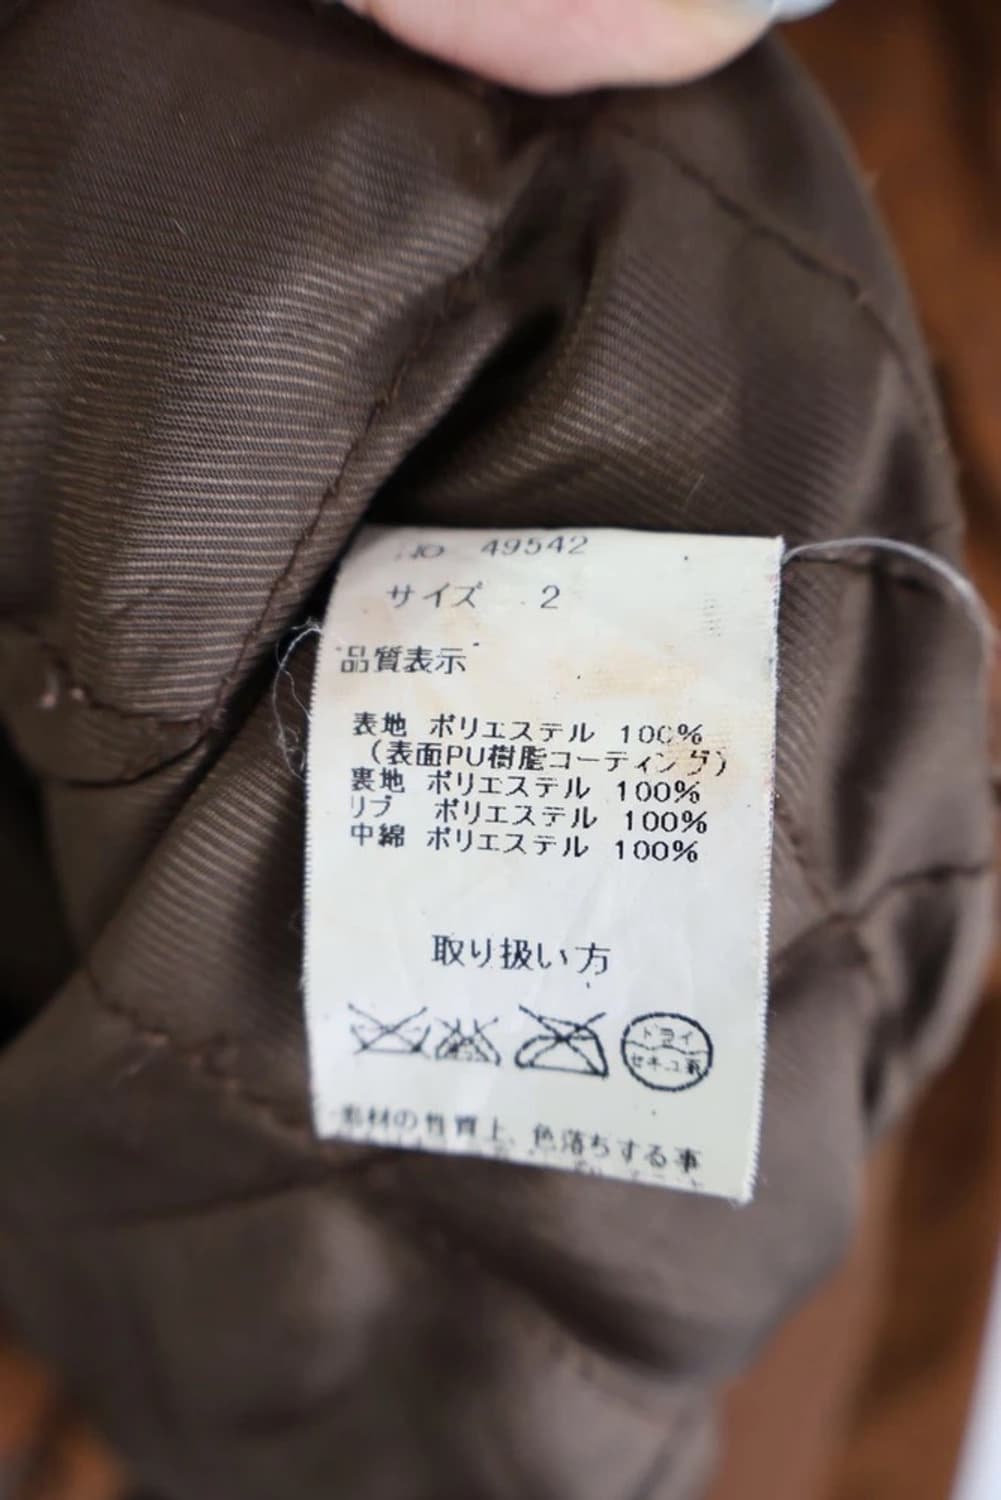 NO 49542
サイズ 2
品質表示
表地 ポリエステル 100%
(表面PU樹脂コーティング)
裏地 ポリエステル 100%
リブ ポリエステル 100%
中綿 ポリエステル 100%
取り扱い方
ドライ
セキユ系
素材の性質上、色落ちする事